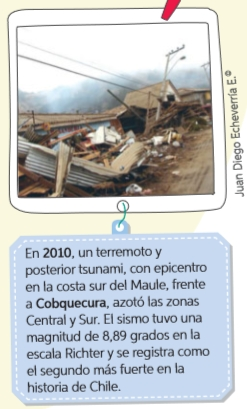 Juan Diego Echeverría E.©
En 2010, un terremoto y
posterior tsunami, con epicentro
en la costa sur del Maule, frente
a Cobquecura, azotó las zonas
Central y Sur. El sismo tuvo una
magnitud de 8,89 grados en la
escala Richter y se registra como
el segundo más fuerte en la
historia de Chile.